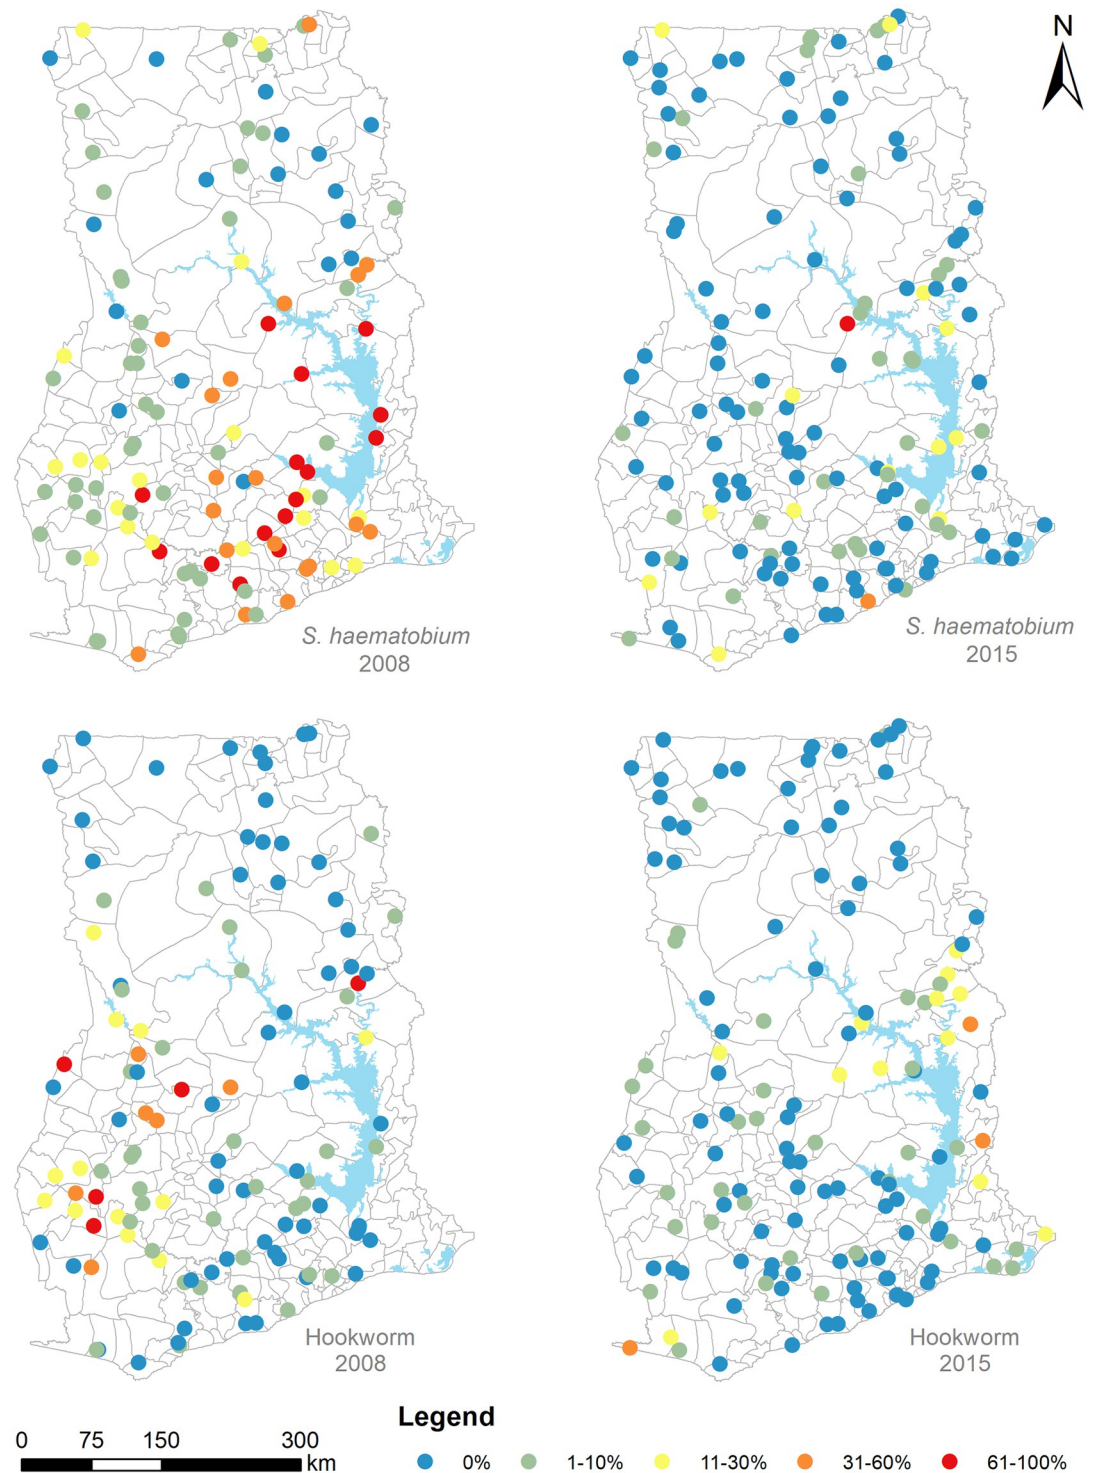 N
S. haematobium
2008
S. haematobium
2015
Hookworm
2008
Hookworm
2015
Legend
0 75 150 300
km
0% 1-10% 11-30% 31-60% 61-100%